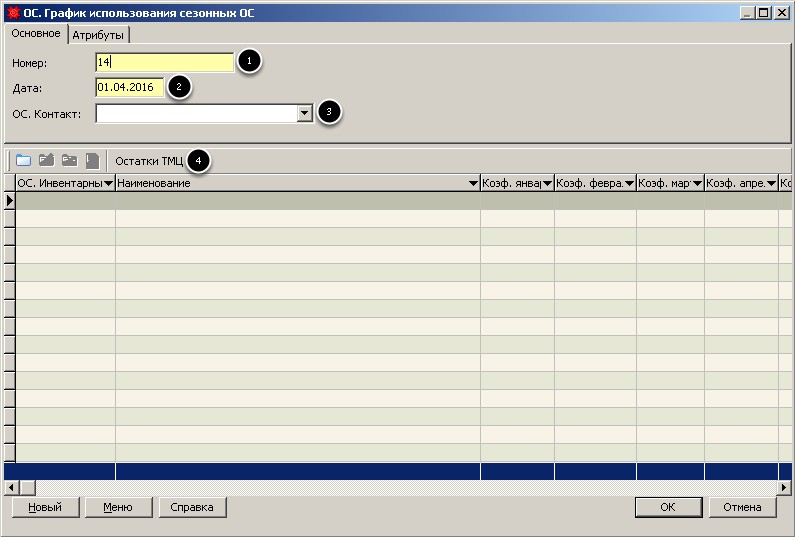 ОС. График использования сезонных ОС
Основное Атрибуты
Номер: 14 1
Дата: 01.04.2016 2
ОС. Контакт: 3
Остатки ТМЦ 4
ОС. Инвентарны Наименование Коэф. январ Коэф. февра. Коэф. мар Коэф. апре. Ко
Новый Меню Справка OK Отмена